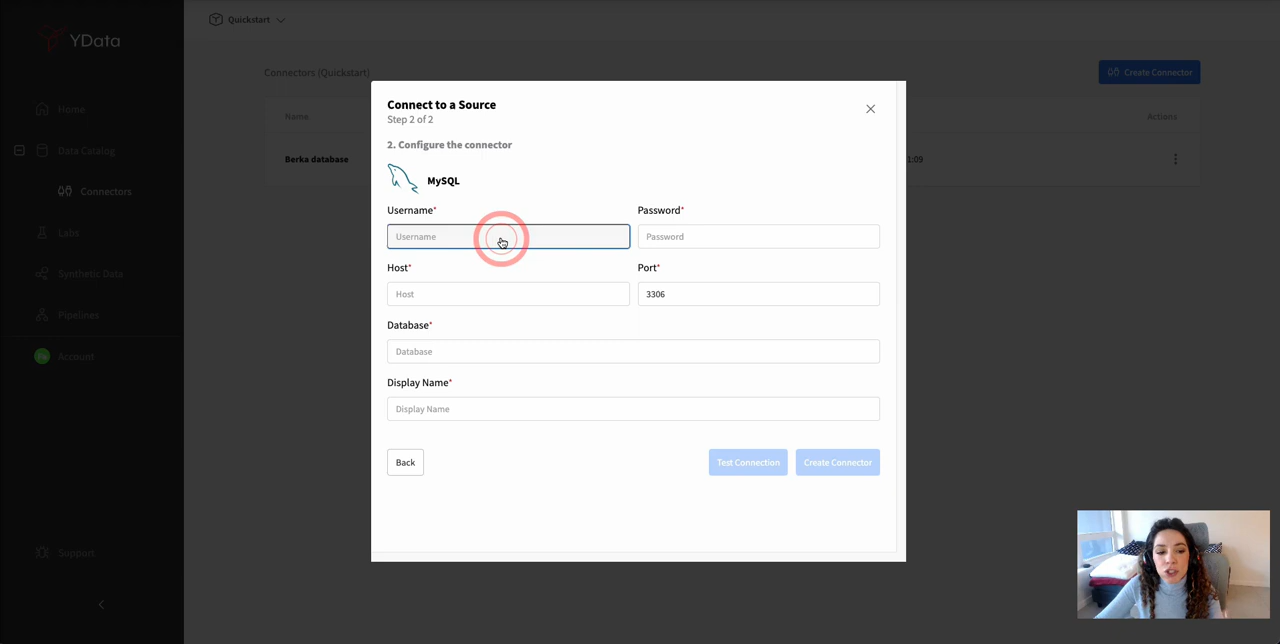 YData
Home
Data Catalog
Connectors
Labs
Synthetic Data
Pipelines
Account
Support
Quickstart
Connectors (Quickstart)
Create Connector
Name
Actions
Berka database
1:09
Connect to a Source
Step 2 of 2
2. Configure the connector
MySQL
Username*
Password*
Username
Password
Host*
Port*
Host
3306
Database*
Database
Display Name*
Display Name
Back
Test Connection
Create Connector